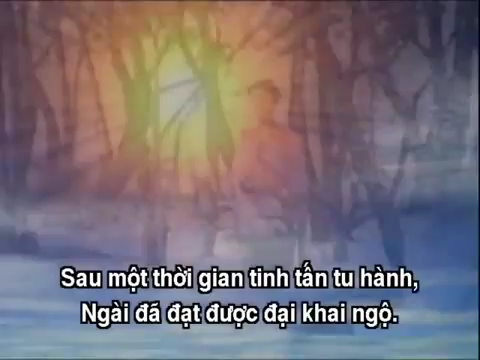 Sau một thời gian tinh tấn tu hành,
Ngài đã đạt được đại khai ngộ.